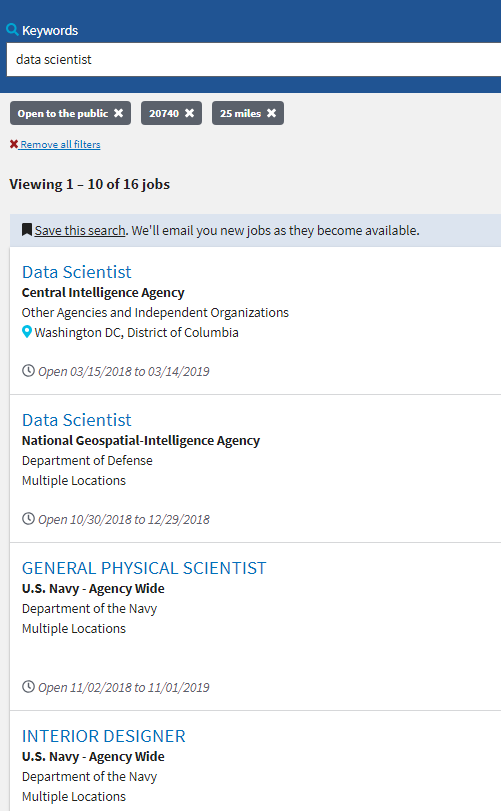 Keywords
data scientist
Open to the public ✖ 20740 ✖ 25 miles ✖
✖ Remove all filters
Viewing 1 – 10 of 16 jobs
Save this search. We'll email you new jobs as they become available.
Data Scientist
Central Intelligence Agency
Other Agencies and Independent Organizations
Washington DC, District of Columbia
Open 03/15/2018 to 03/14/2019
Data Scientist
National Geospatial-Intelligence Agency
Department of Defense
Multiple Locations
Open 10/30/2018 to 12/29/2018
GENERAL PHYSICAL SCIENTIST
U.S. Navy - Agency Wide
Department of the Navy
Multiple Locations
Open 11/02/2018 to 11/01/2019
INTERIOR DESIGNER
U.S. Navy - Agency Wide
Department of the Navy
Multiple Locations